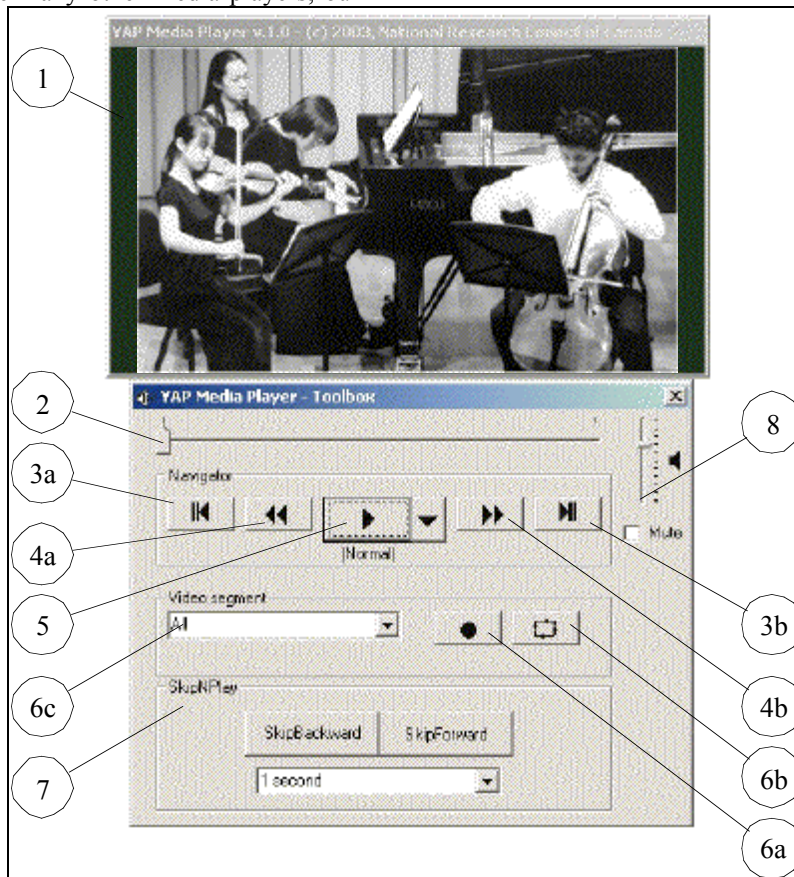 YAP Media Player v.1.0 - (c) 2003, National Research Council of Canada
1
YAP Media Player - Toolbox
2
8
3a
Navigator
4a
(Normal)
Mute
5
Video segment
All
3b
6c
SkipNPlay
4b
SkipBackward SkipForward
7
1 second
6b
6a